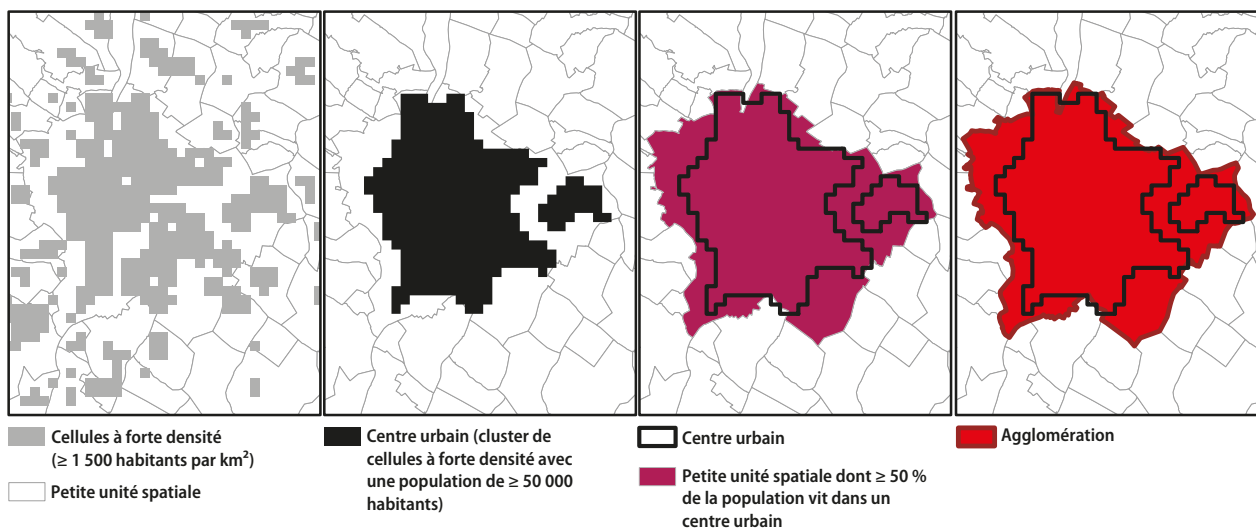 Cellules à forte densité
(≥ 1 500 habitants par km²)
Petite unité spatiale
Centre urbain (cluster de
cellules à forte densité avec
une population de ≥ 50 000
habitants)
Centre urbain
Petite unité spatiale dont ≥ 50 %
de la population vit dans un
centre urbain
Agglomération